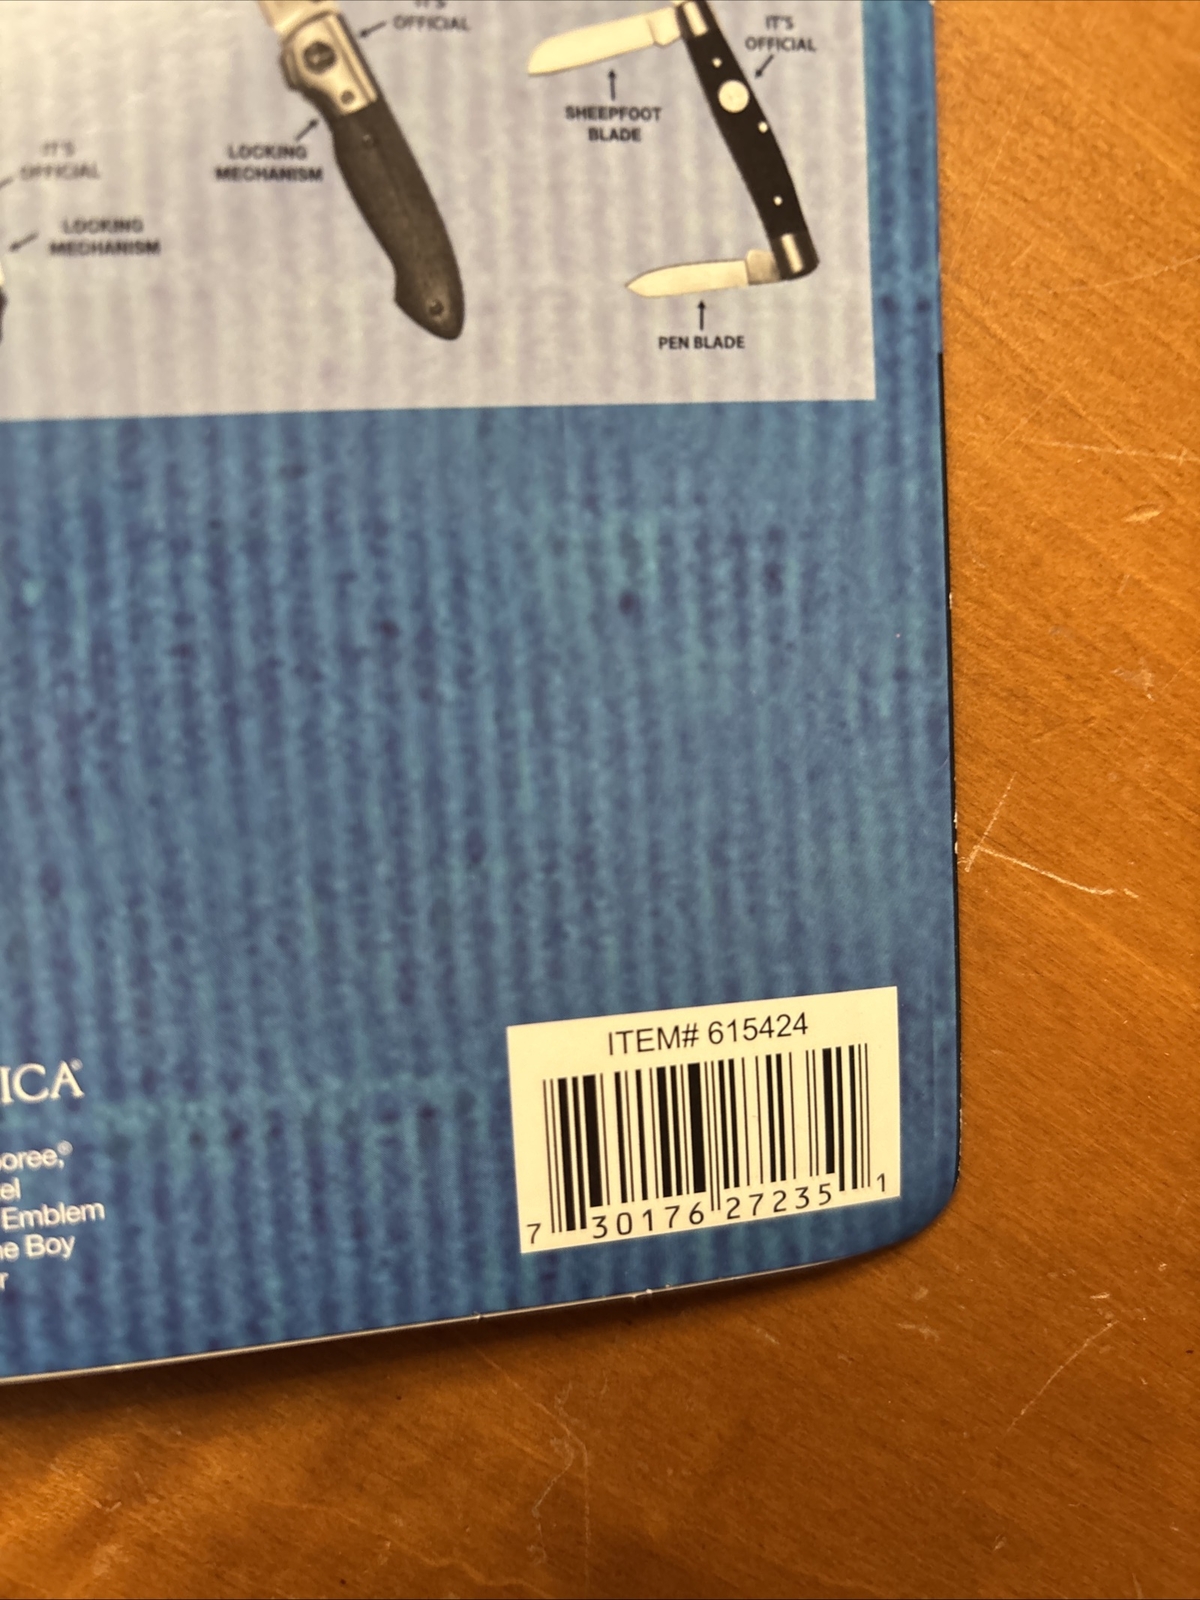 IT'S
OFFICIAL
IT'S
OFFICIAL
SHEEPFOOT
BLADE
LOCKING
MECHANISM
IT'S
OFFICIAL
LOCKING
MECHANISM
PEN BLADE
ITEM# 615424
7 30176 27235 1
ICA
oree,®
el
Emblem
e Boy
r